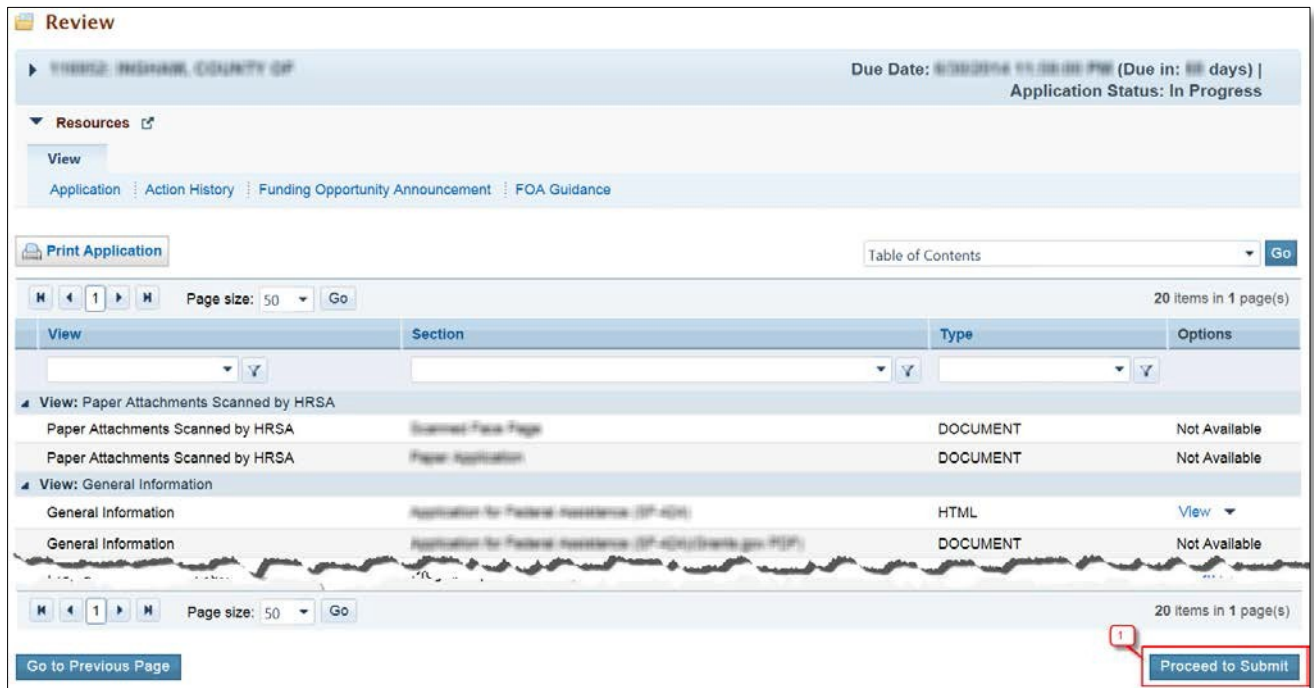 Review
Due Date: (Due in: days) |
Application Status: In Progress
Resources
View
Application Action History Funding Opportunity Announcement FOA Guidance
Print Application Table of Contents Go
1 Page size: 50 Go 20 items in 1 page(s)
View Section Type Options
View: Paper Attachments Scanned by HRSA
Paper Attachments Scanned by HRSA DOCUMENT Not Available
Paper Attachments Scanned by HRSA DOCUMENT Not Available
View: General Information
General Information HTML View
General Information DOCUMENT Not Available
1 Page size: 50 Go 20 items in 1 page(s)
1
Go to Previous Page Proceed to Submit